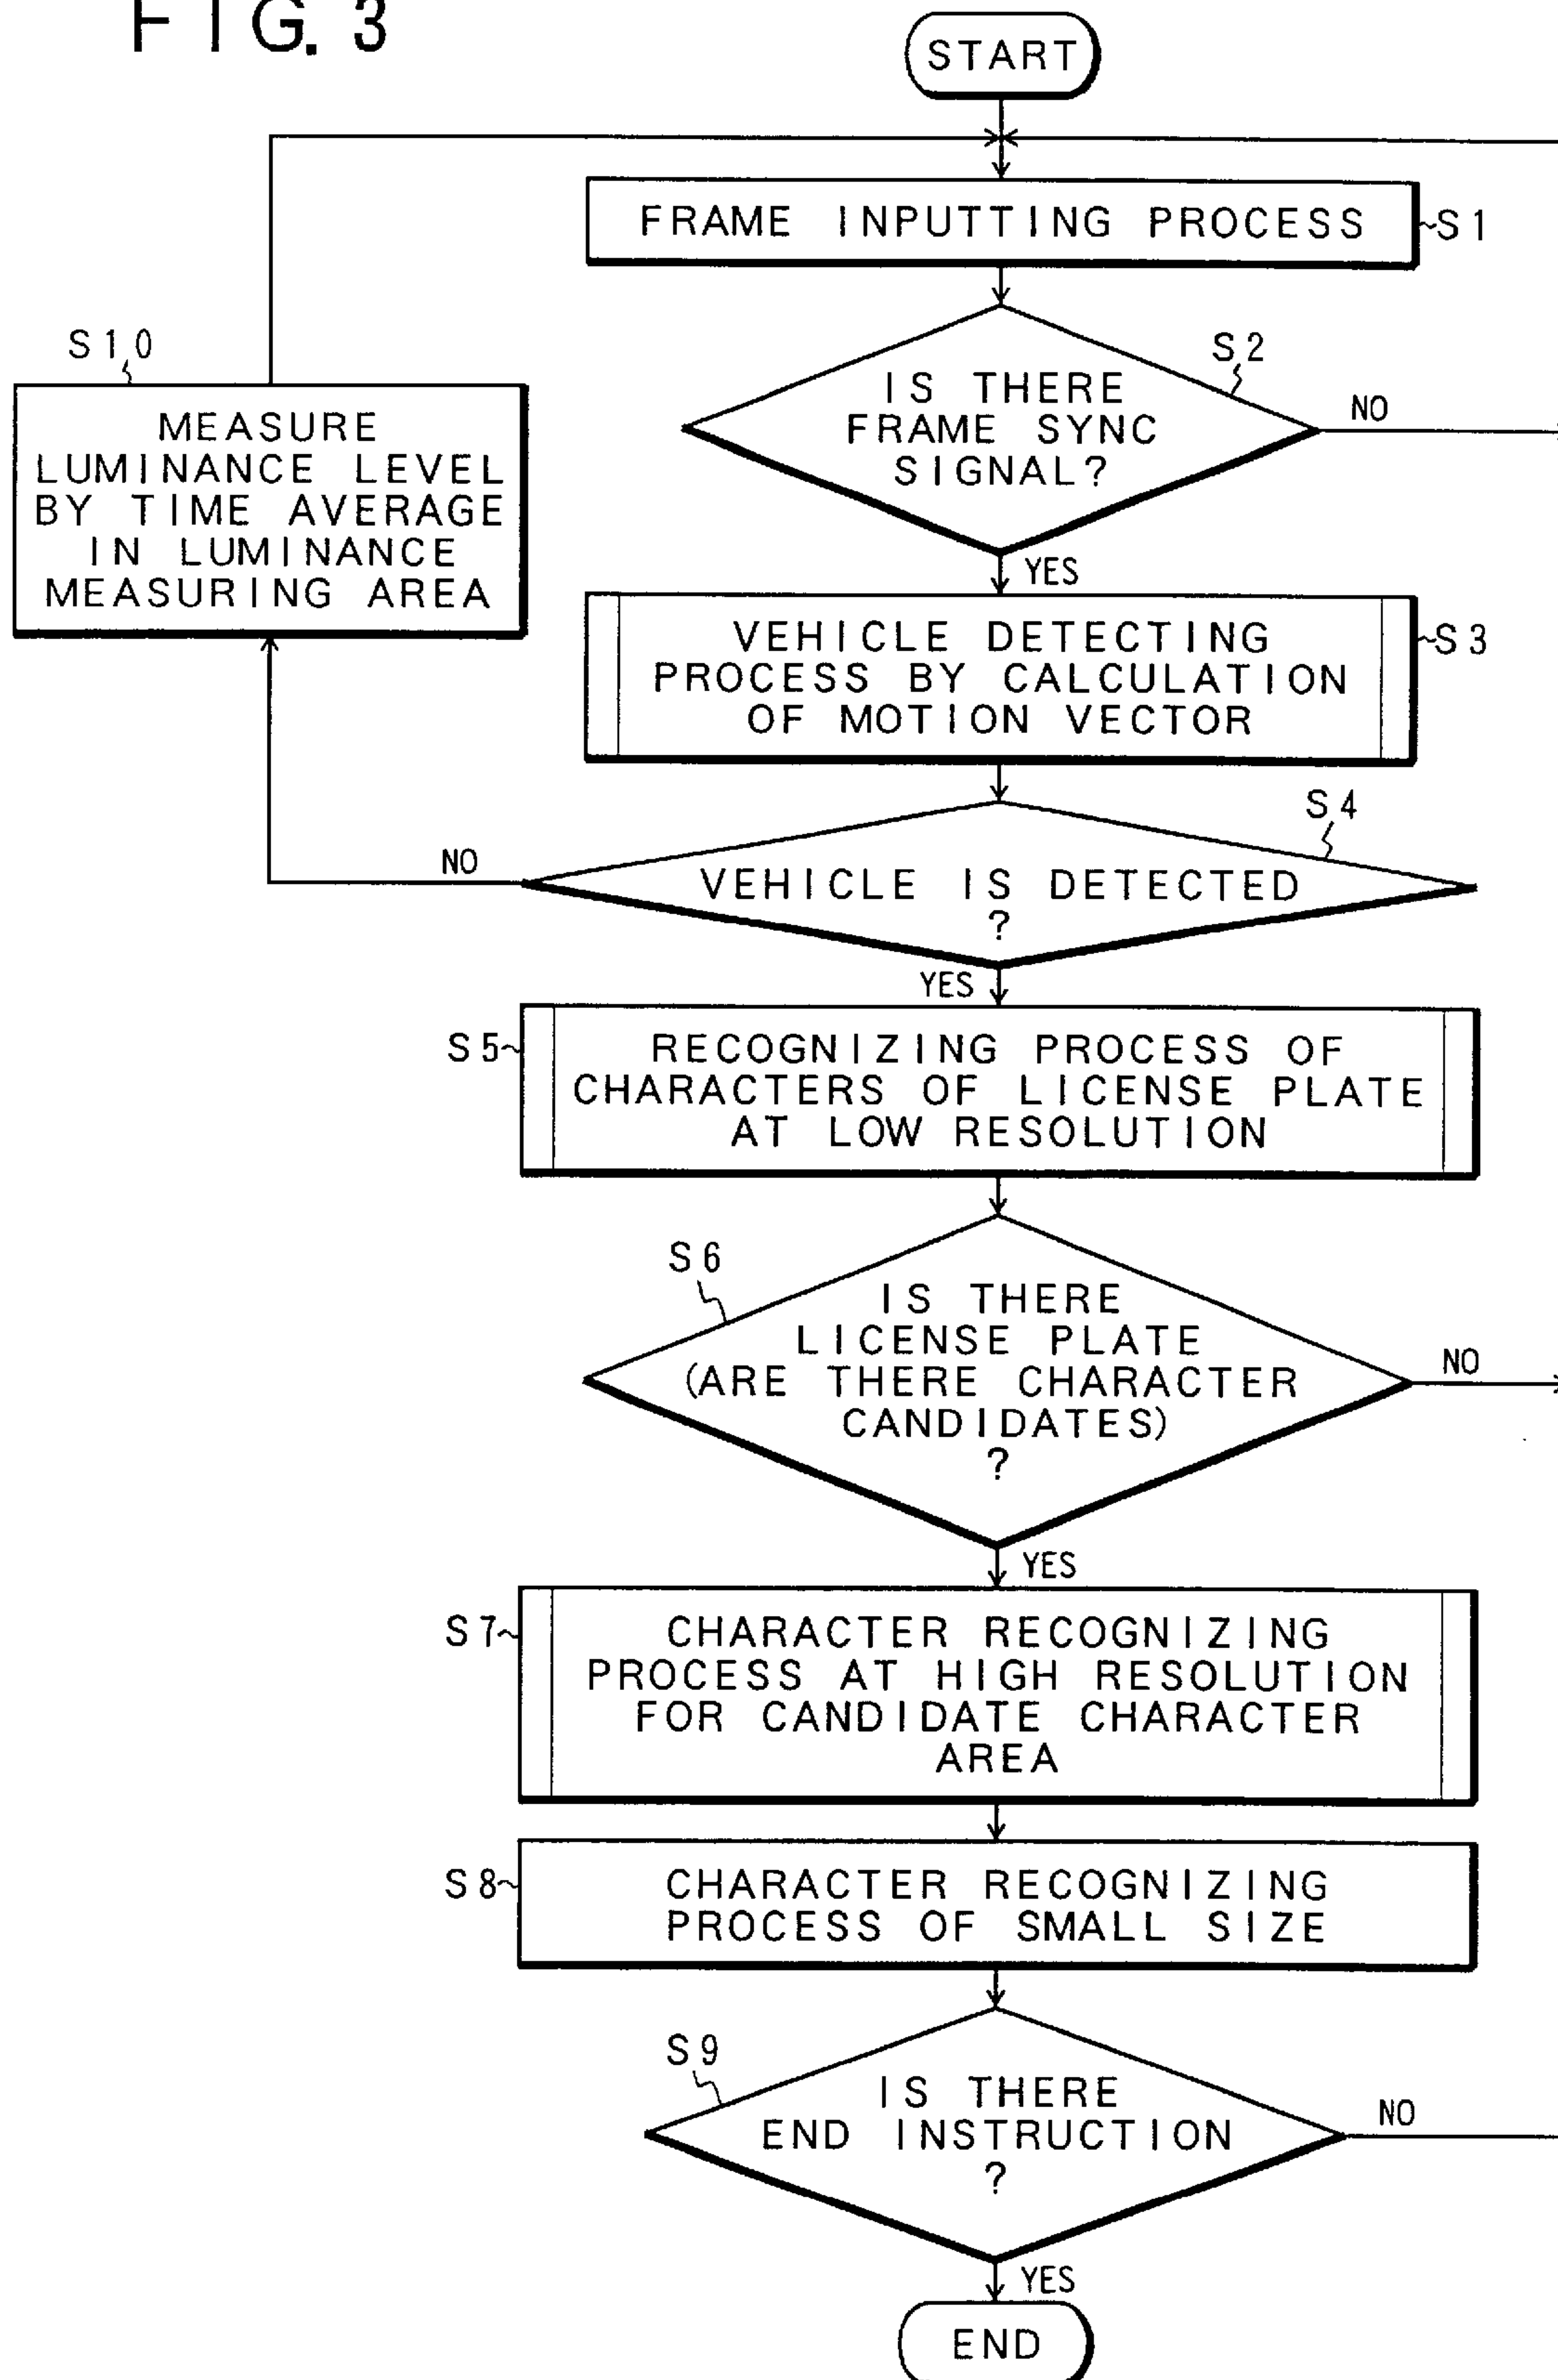 FIG. 3
START
FRAME INPUTTING PROCESS
S1
S2
IS THERE
FRAME SYNC
SIGNAL?
NO
YES
S10
MEASURE
LUMINANCE LEVEL
BY TIME AVERAGE
IN LUMINANCE
MEASURING AREA
VEHICLE DETECTING
PROCESS BY CALCULATION
OF MOTION VECTOR
S3
S4
VEHICLE IS DETECTED
?
NO
YES
S5
RECOGNIZING PROCESS OF
CHARACTERS OF LICENSE PLATE
AT LOW RESOLUTION
S6
IS THERE
LICENSE PLATE
(ARE THERE CHARACTER
CANDIDATES)
?
NO
YES
S7
CHARACTER RECOGNIZING
PROCESS AT HIGH RESOLUTION
FOR CANDIDATE CHARACTER
AREA
S8
CHARACTER RECOGNIZING
PROCESS OF SMALL SIZE
S9
IS THERE
END INSTRUCTION
?
NO
YES
END